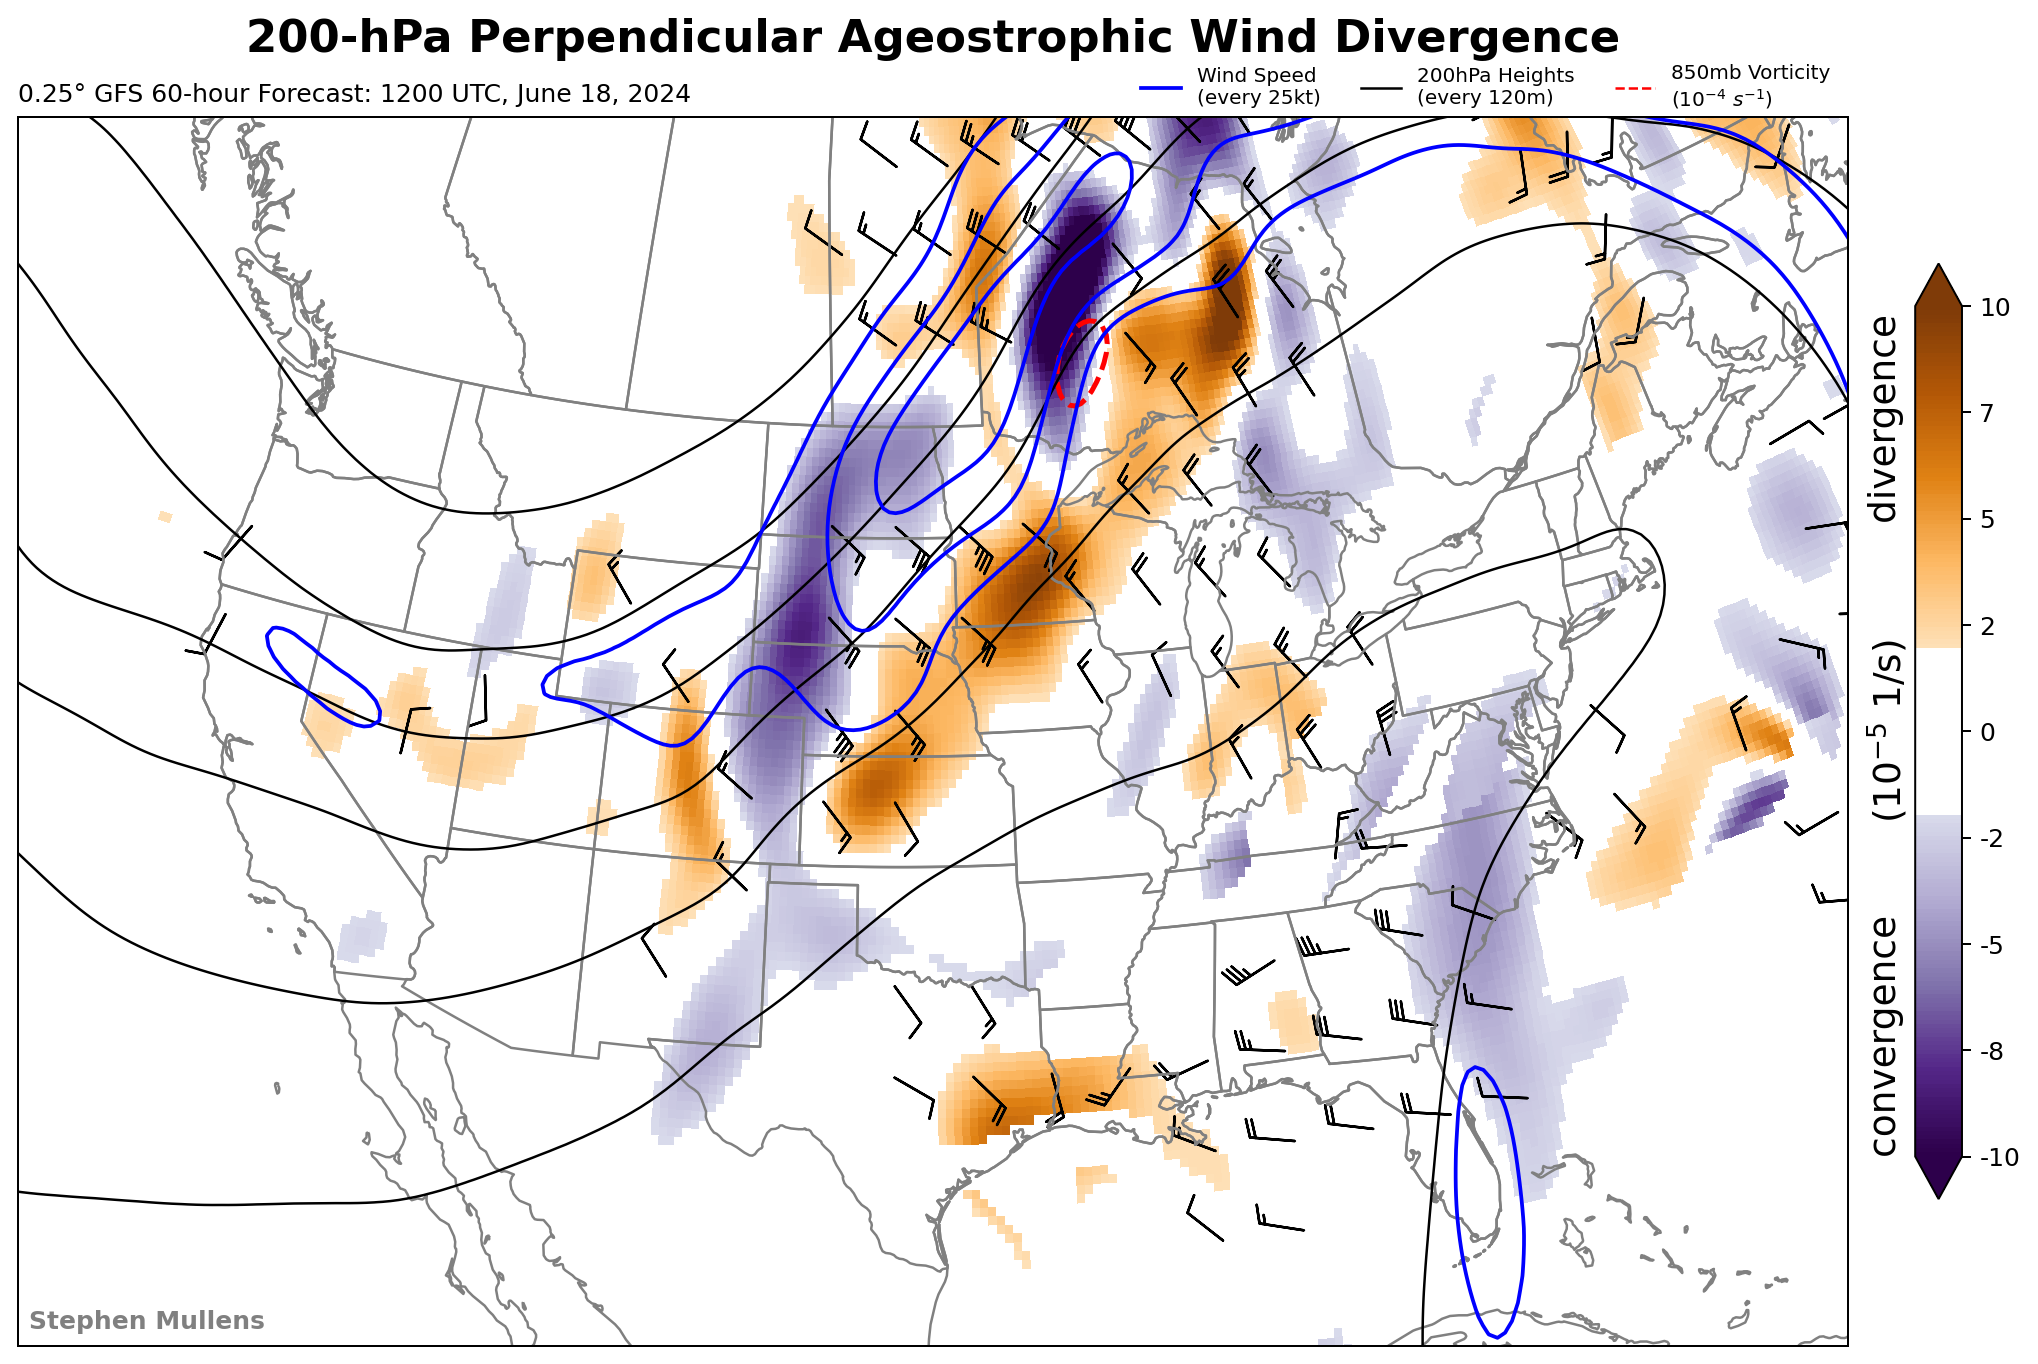 200-hPa Perpendicular Ageostrophic Wind Divergence
0.25° GFS 60-hour Forecast: 1200 UTC, June 18, 2024
Wind Speed
(every 25kt)
200hPa Heights
(every 120m)
850mb Vorticity
(10⁻⁴ s⁻¹)
10
7
5
2
0
-2
-5
-8
-10
convergence (10⁻⁵ 1/s) divergence
Stephen Mullens